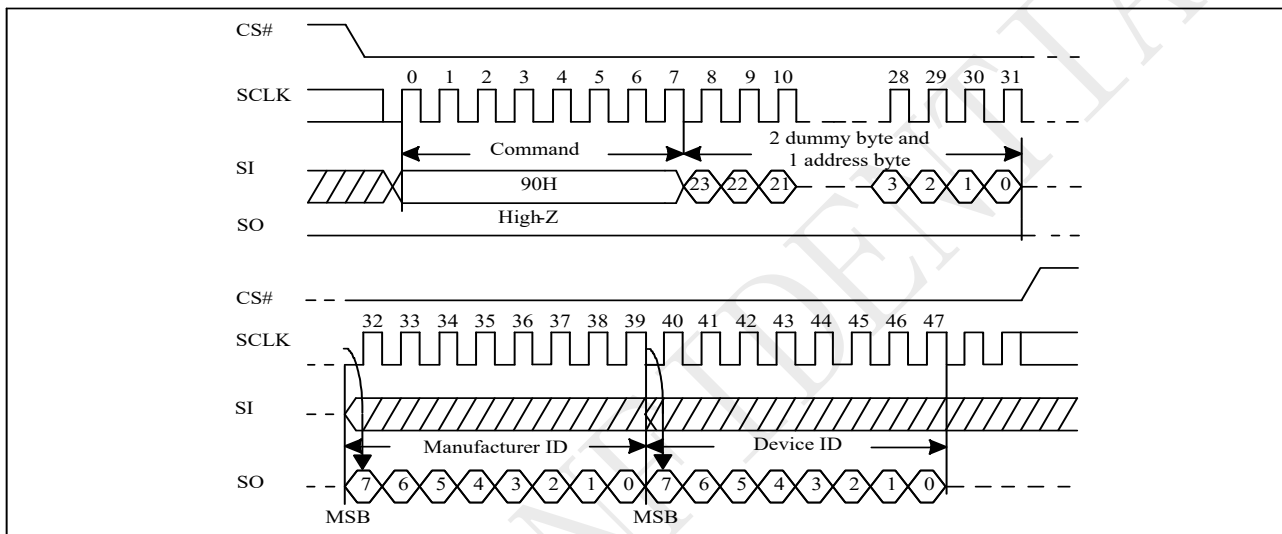 CS#
0 1 2 3 4 5 6 7 8 9 10 28 29 30 31
SCLK
Command
2 dummy byte and
1 address byte
SI
90H
23 22 21 3 2 1 0
High-Z
SO
CS#
32 33 34 35 36 37 38 39 40 41 42 43 44 45 46 47
SCLK
SI
Manufacturer ID
Device ID
SO
7 6 5 4 3 2 1 0 7 6 5 4 3 2 1 0
MSB MSB